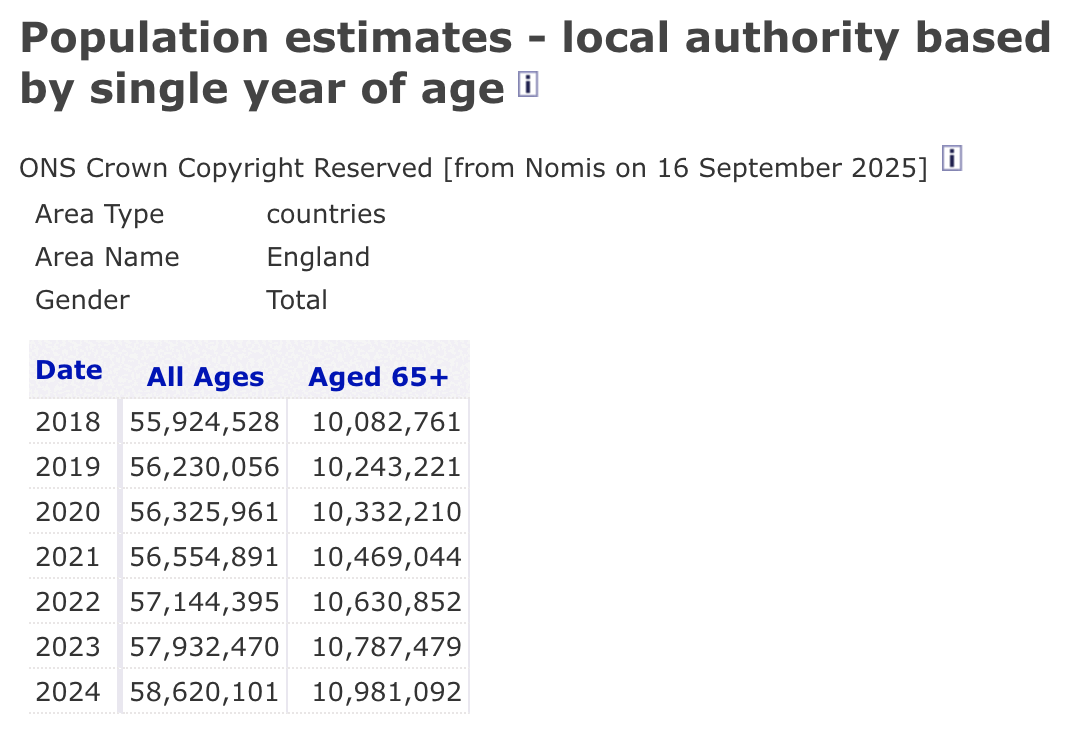 Population estimates - local authority based
by single year of age i
ONS Crown Copyright Reserved [from Nomis on 16 September 2025] i
Area Type countries
Area Name England
Gender Total
Date All Ages Aged 65+
2018 55,924,528 10,082,761
2019 56,230,056 10,243,221
2020 56,325,961 10,332,210
2021 56,554,891 10,469,044
2022 57,144,395 10,630,852
2023 57,932,470 10,787,479
2024 58,620,101 10,981,092